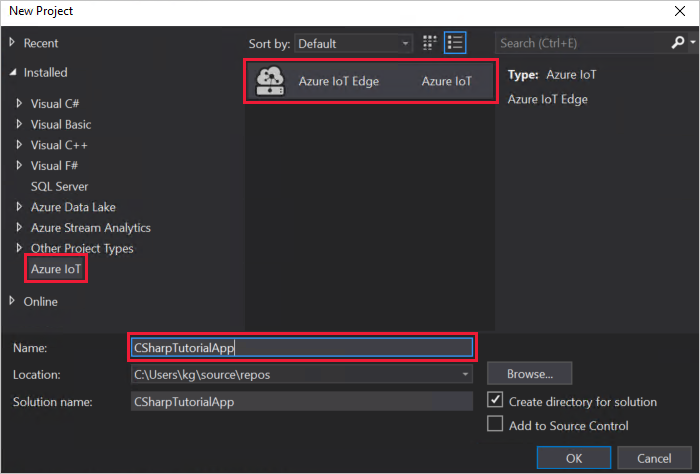 New Project
Recent
Installed
Visual C#
Visual Basic
Visual C++
Visual F#
SQL Server
Azure Data Lake
Azure Stream Analytics
Other Project Types
Azure IoT
Online
Sort by: Default
Azure IoT Edge Azure IoT
Search (Ctrl+E)
Type: Azure IoT
Azure IoT Edge
Name: CSharpTutorialApp
Location: C:\Users\kg\source\repos Browse...
Solution name: CSharpTutorialApp Create directory for solution
Add to Source Control
OK Cancel